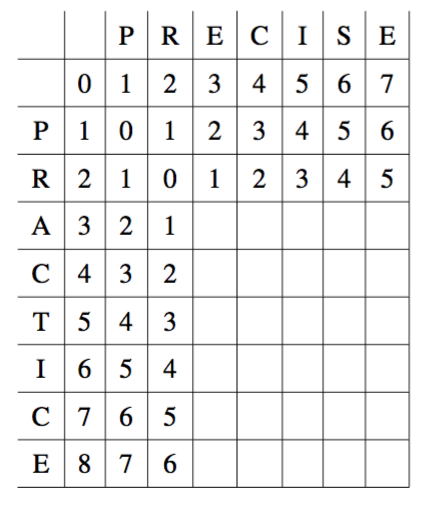 P R E C I S E
0 1 2 3 4 5 6 7
P 1 0 1 2 3 4 5 6
R 2 1 0 1 2 3 4 5
A 3 2 1
C 4 3 2
T 5 4 3
I 6 5 4
C 7 6 5
E 8 7 6